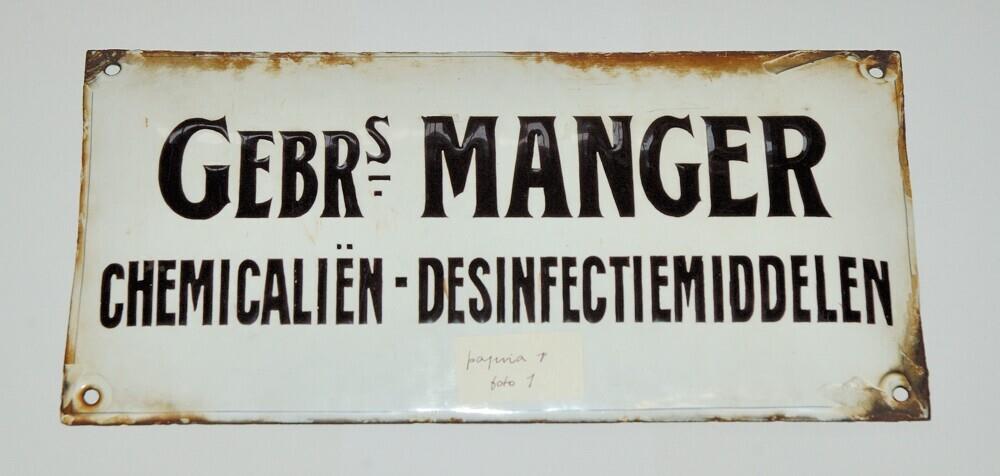 GEBRS MANGER
CHEMICALIËN - DESINFECTIEMIDDELEN
foto 1